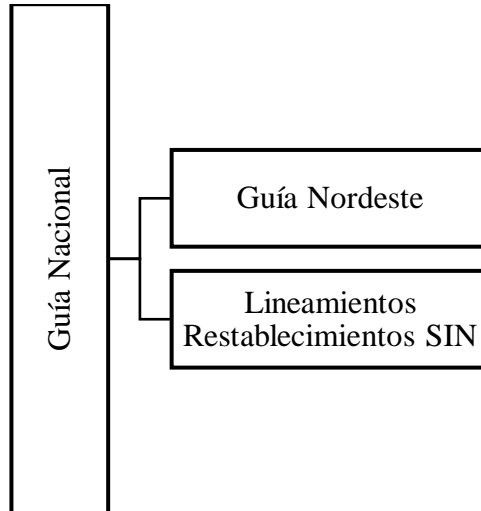 Guía Nacional
Guía Nordeste
Lineamientos
Restablecimientos SIN